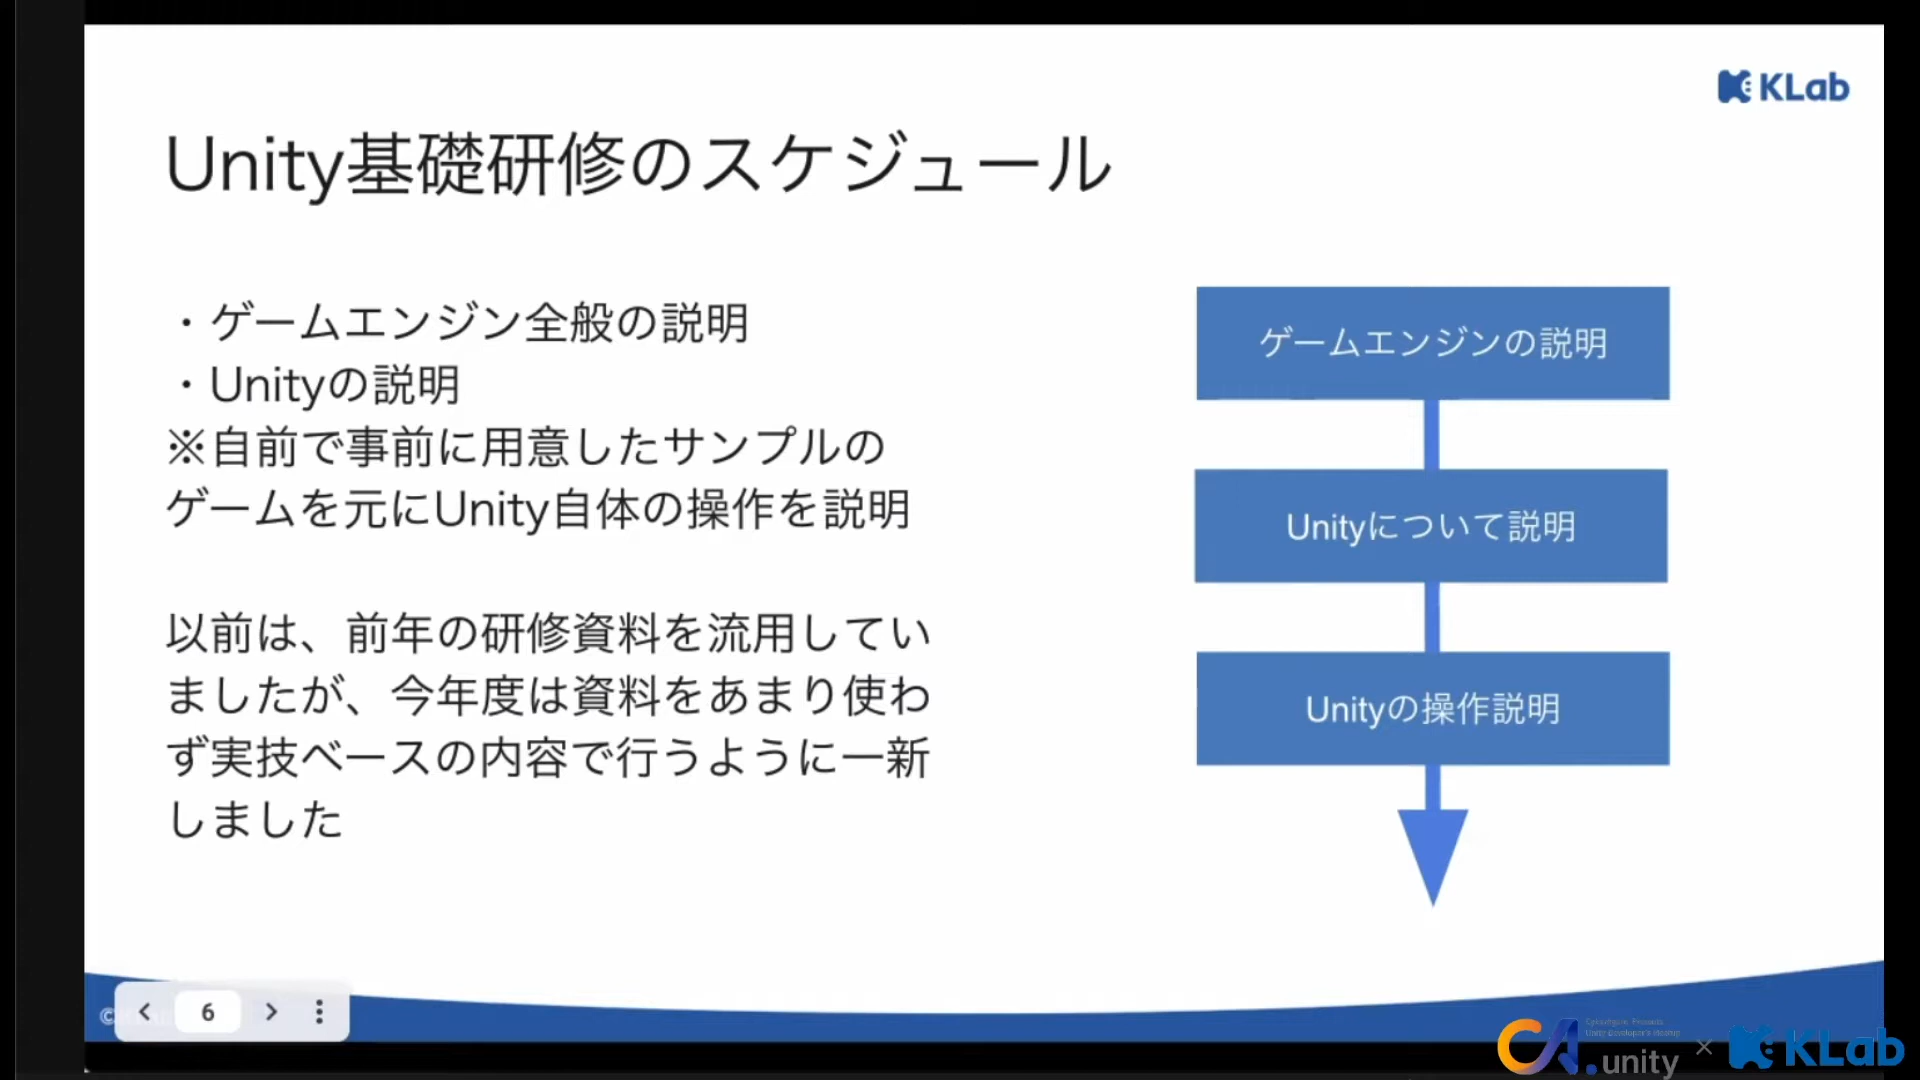 KLab
Unity基礎研修のスケジュール
・ゲームエンジン全般の説明
・Unityの説明
※自前で事前に用意したサンプルの
ゲームを元にUnity自体の操作を説明
以前は、前年の研修資料を流用してい
ましたが、今年度は資料をあまり使わ
ず実技ベースの内容で行うように一新
しました
ゲームエンジンの説明
Unityについて説明
Unityの操作説明
6
CA.unity × KLab